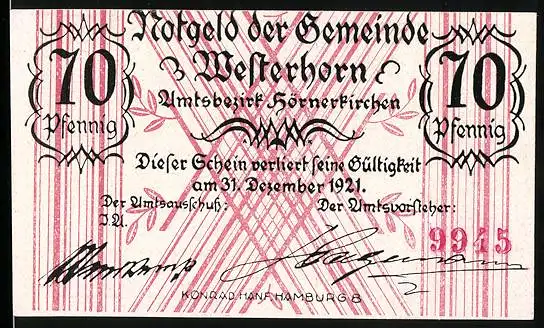 Notgeld der Gemeinde
70 Pfennig
Westerhorn
70 Pfennig
Amtsbezirk Hörnerkirchen
Dieser Schein verliert seine Gültigkeit
am 31. Dezember 1921.
Der Amtsausschuß:
I.A.
Der Amtsvorsteher:
9945
KONRAD HANF, HAMBURG 8